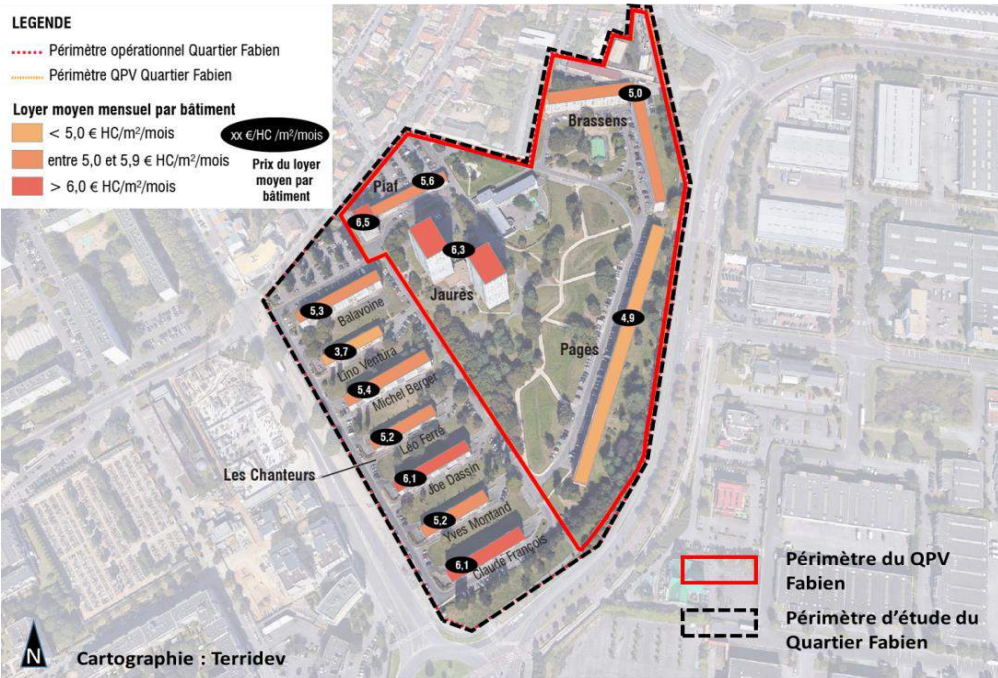 LEGENDE
Périmètre opérationnel Quartier Fabien
Périmètre QPV Quartier Fabien
Loyer moyen mensuel par bâtiment
< 5,0 € HC/m²/mois
entre 5,0 et 5,9 € HC/m²/mois
> 6,0 € HC/m²/mois
xx €/HC /m²/mois
Prix du loyer
moyen par
bâtiment
5,0
Brassens
Piaf
5,6
6,5
6,3
Jaurès
5,3
Balavoine
4,9
Pagès
3,7
Lino Ventura
5,4
Michel Berger
5,2
Léo Ferré
Les Chanteurs
6,1
Joe Dassin
5,2
Yves Montand
6,1
Claude François
Périmètre du QPV
Fabien
Périmètre d'étude du
Quartier Fabien
N
Cartographie : Terridev